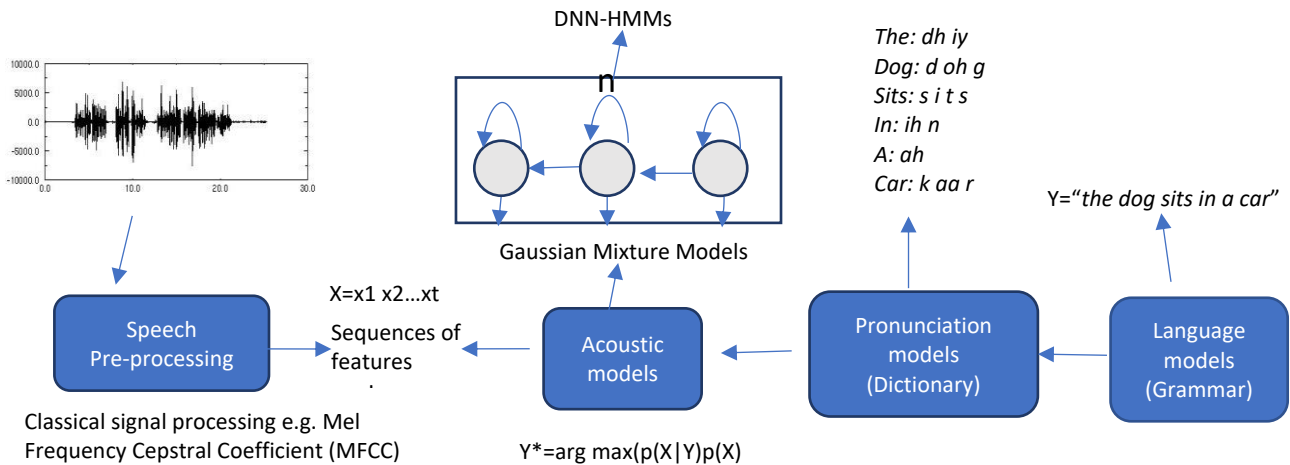 DNN-HMMs
10000.0
5000.0
0.0
-5000.0
-10000.0
0.0 10.0 20.0 30.0
n
Gaussian Mixture Models
The: dh iy
Dog: d oh g
Sits: s i t s
In: ih n
A: ah
Car: k aa r
Y=“the dog sits in a car”
Speech
Pre-processing
X=x1 x2...xt
Sequences of
features
.
Acoustic
models
Pronunciation
models
(Dictionary)
Language
models
(Grammar)
Classical signal processing e.g. Mel
Frequency Cepstral Coefficient (MFCC)
Y*=arg max(p(X|Y)p(X)